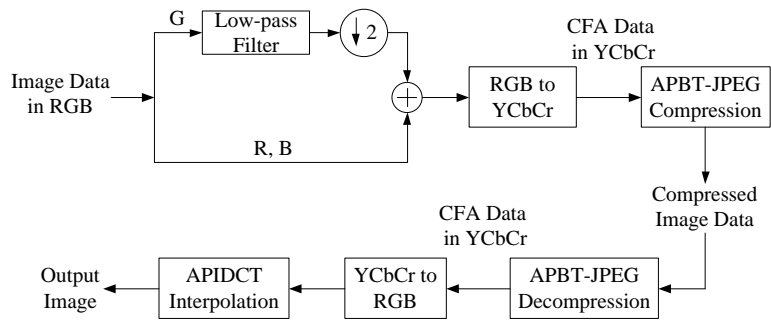 G
Low-pass
Filter
↓ 2
Image Data
in RGB
R, B
+
RGB to
YCbCr
CFA Data
in YCbCr
APBT-JPEG
Compression
Compressed
Image Data
CFA Data
in YCbCr
APBT-JPEG
Decompression
YCbCr to
RGB
APIDCT
Interpolation
Output
Image